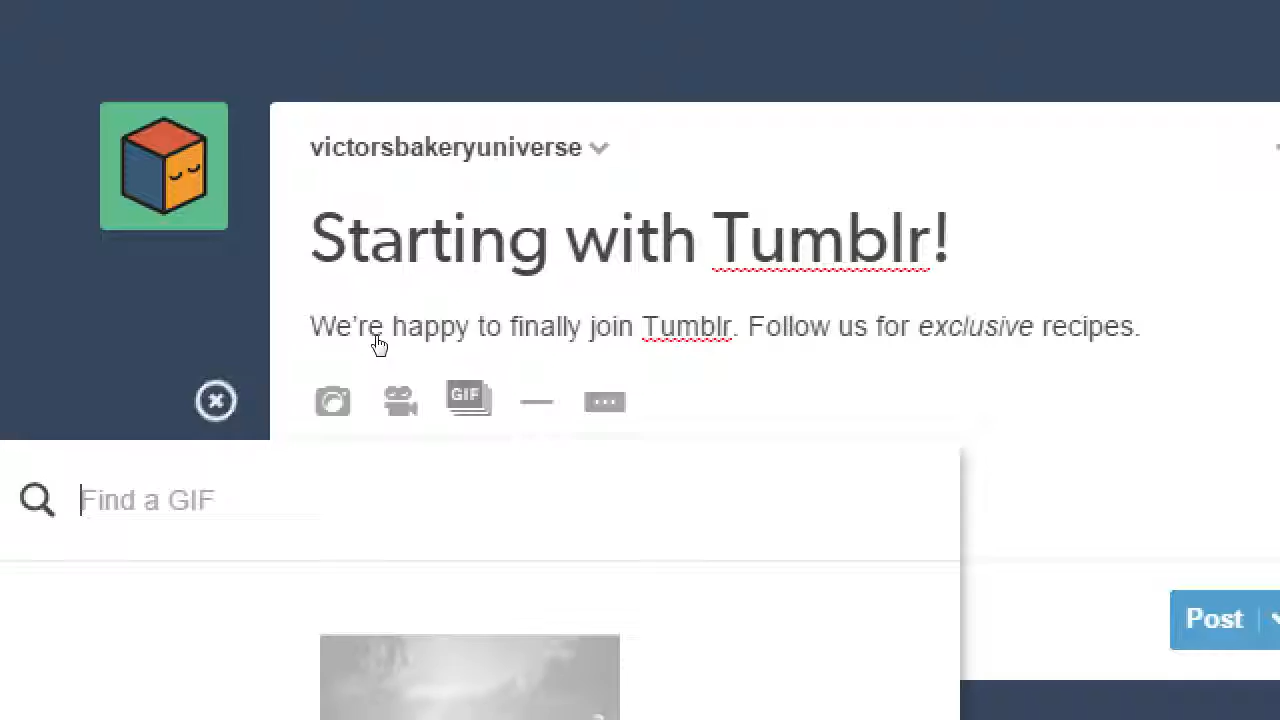 victorsbakeryuniverse
Starting with Tumblr!
We're happy to finally join Tumblr. Follow us for exclusive recipes.
GIF
Find a GIF
Post